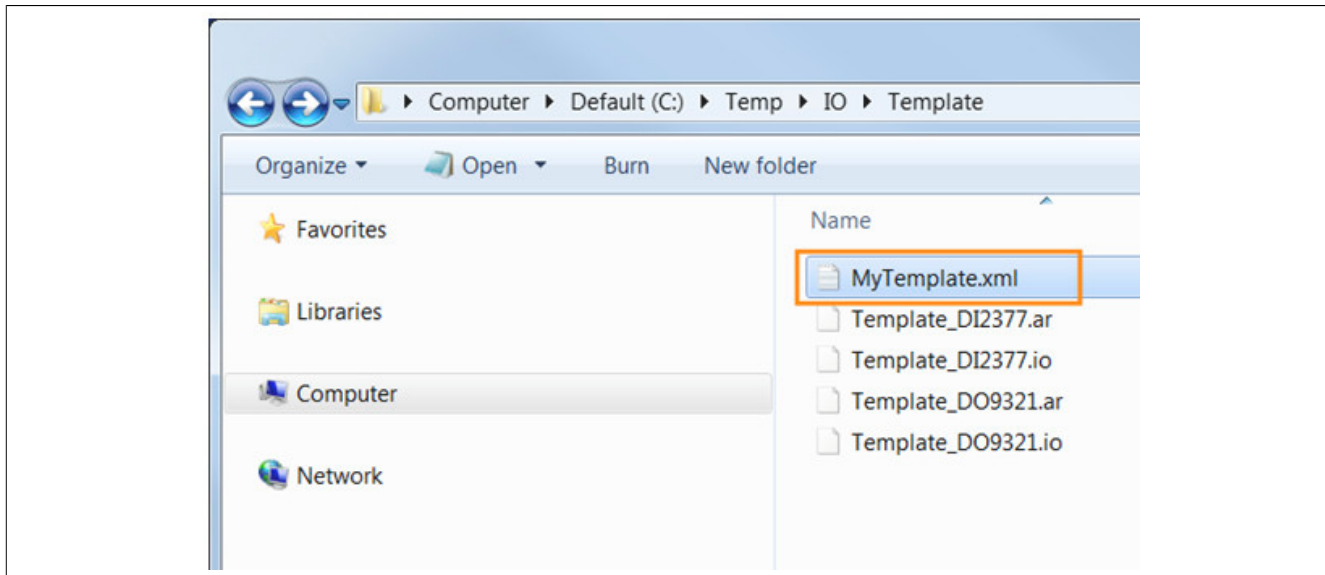 Computer Default (C:) Temp IO Template
Organize Open Burn New folder
Favorites
Libraries
Computer
Network
Name
MyTemplate.xml
Template_DI2377.ar
Template_DI2377.io
Template_DO9321.ar
Template_DO9321.io